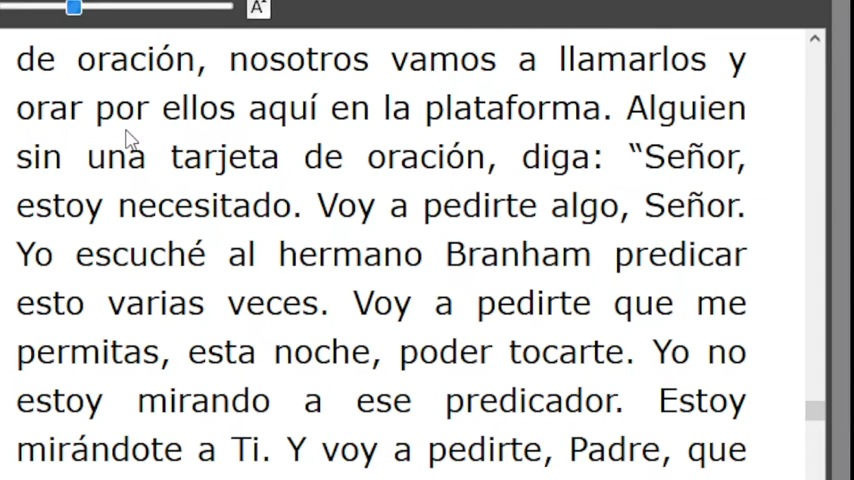 A
de oración, nosotros vamos a llamarlos y
orar por ellos aquí en la plataforma. Alguien
sin una tarjeta de oración, diga: “Señor,
estoy necesitado. Voy a pedirte algo, Señor.
Yo escuché al hermano Branham predicar
esto varias veces. Voy a pedirte que me
permitas, esta noche, poder tocarte. Yo no
estoy mirando a ese predicador. Estoy
mirándote a Ti. Y voy a pedirte, Padre, que